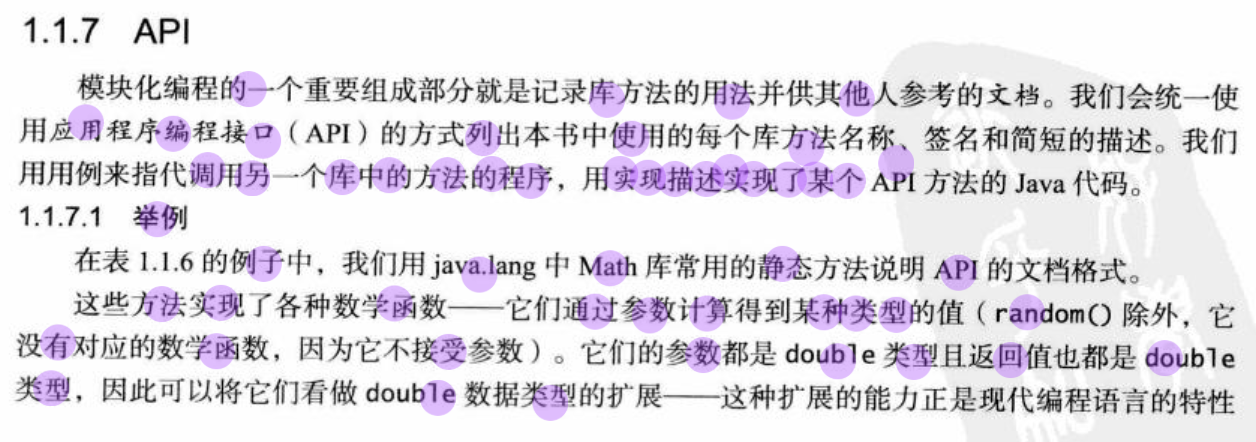 1.1.7 API
模块化编程的一个重要组成部分就是记录库方法的用法并供其他人参考的文档。我们会统一使
用应用程序编程接口（API）的方式列出本书中使用的每个库方法名称、签名和简短的描述。我们
用用例来指代调用另一个库中的方法的程序，用实现描述实现了某个 API 方法的 Java 代码。
1.1.7.1 举例
在表 1.1.6 的例子中，我们用 java.lang 中 Math 库常用的静态方法说明 API 的文档格式。
这些方法实现了各种数学函数——它们通过参数计算得到某种类型的值（random() 除外，它
没有对应的数学函数，因为它不接受参数）。它们的参数都是 double 类型且返回值也都是 double
类型，因此可以将它们看做 double 数据类型的扩展——这种扩展的能力正是现代编程语言的特性